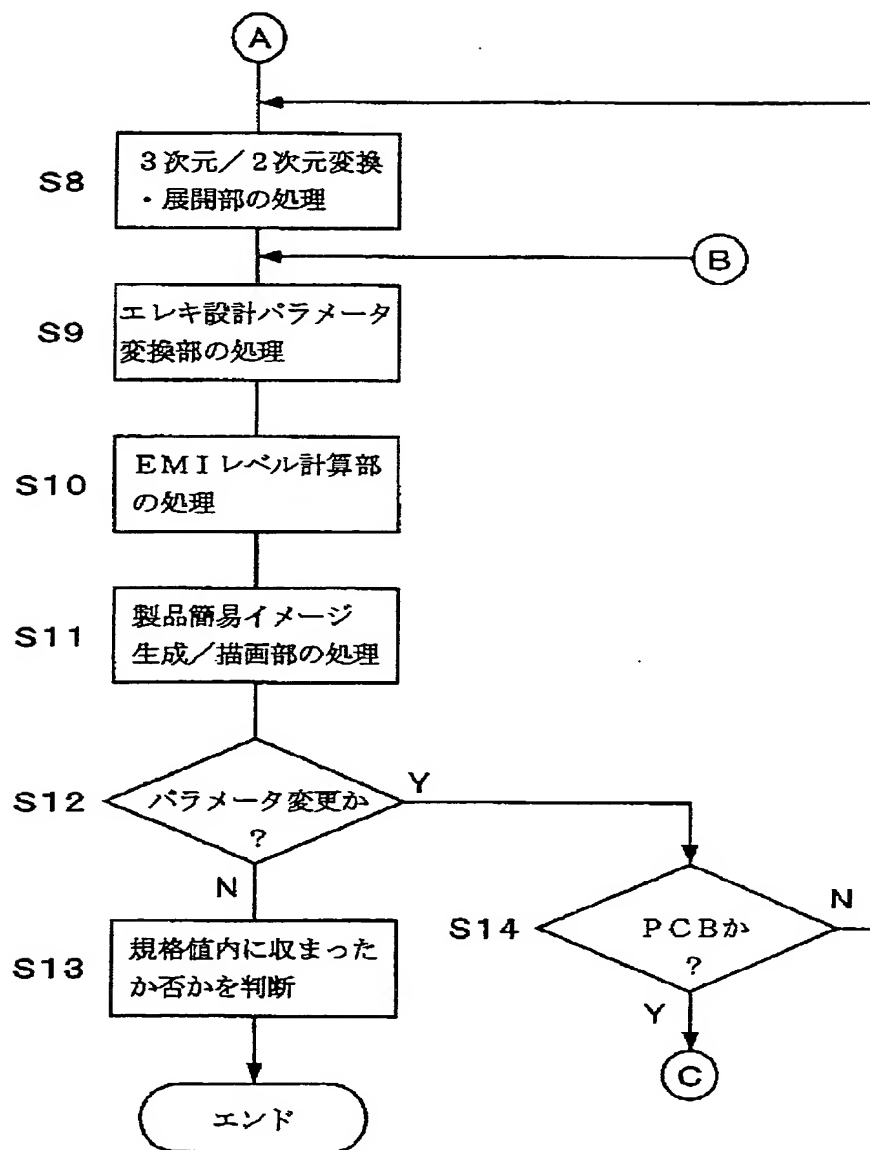 A
S8
3次元/2次元変換
・展開部の処理
B
S9
エレキ設計パラメータ
変換部の処理
S10
EMIレベル計算部
の処理
S11
製品簡易イメージ
生成/描画部の処理
S12
パラメータ変更か
?
Y
N
S13
規格値内に収まった
か否かを判断
S14
PCBか
?
N
Y
C
エンド